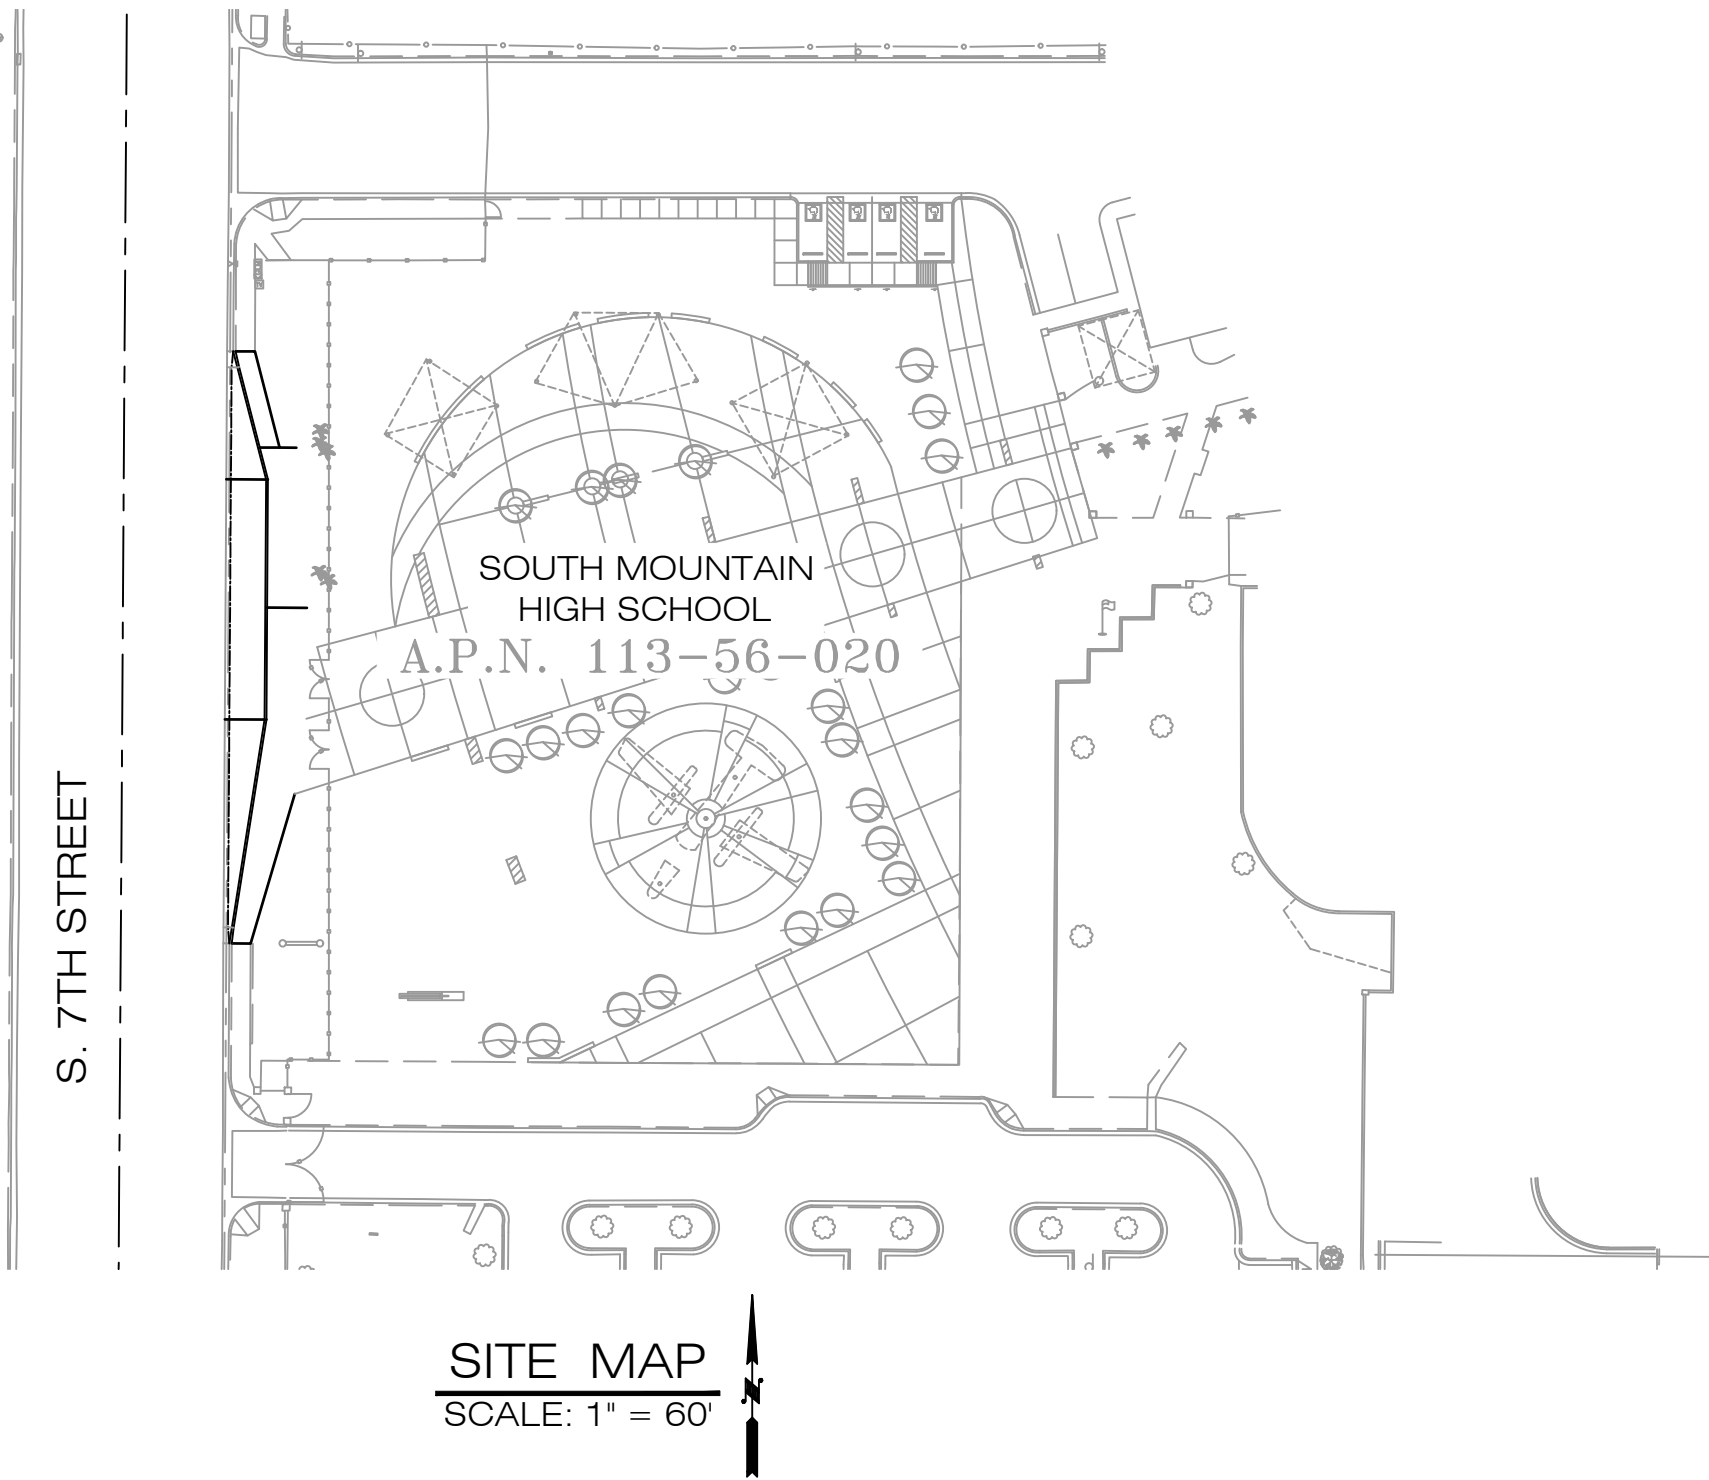 SOUTH MOUNTAIN
HIGH SCHOOL
A.P.N. 113-56-020
S. 7TH STREET
SITE MAP
SCALE: 1" = 60'
N